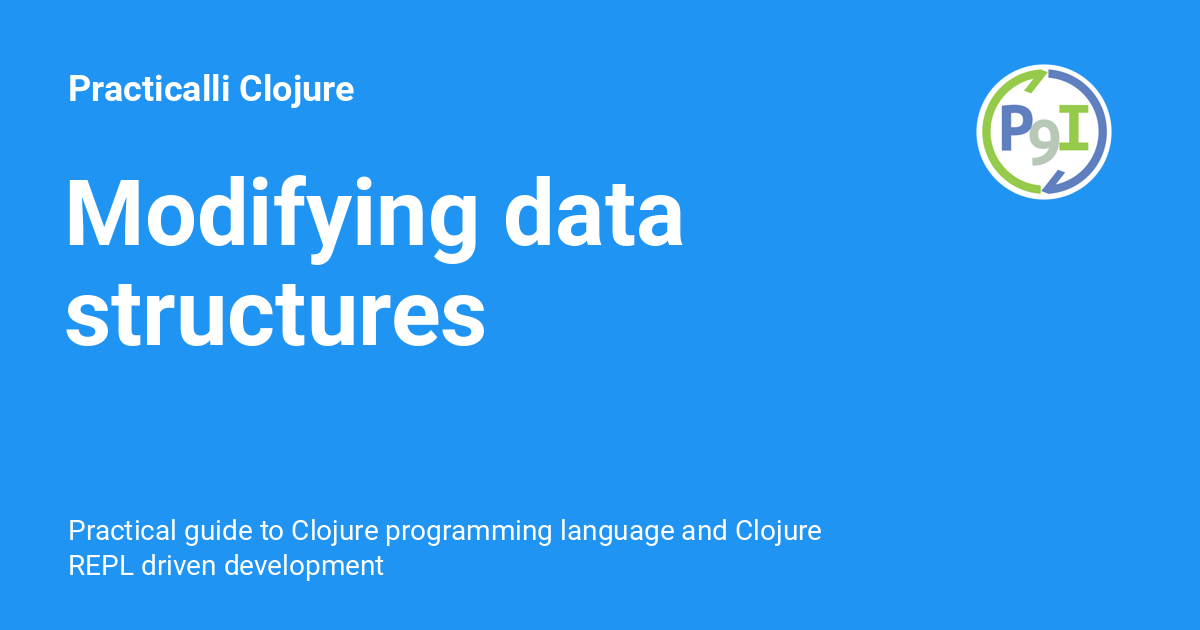 Practicalli Clojure
P9I
Modifying data
structures
Practical guide to Clojure programming language and Clojure
REPL driven development